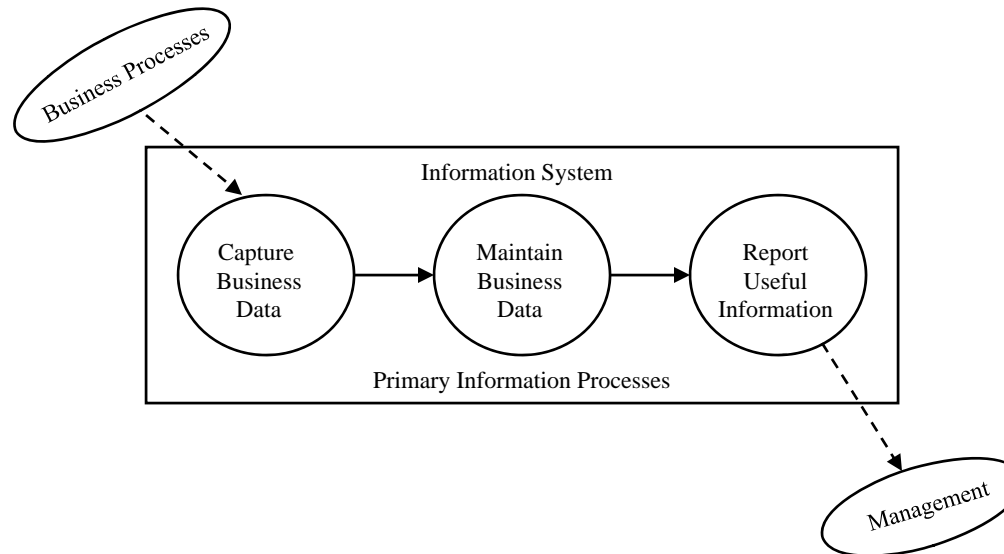 Business Processes
Information System
Capture
Business
Data
Maintain
Business
Data
Report
Useful
Information
Primary Information Processes
Management